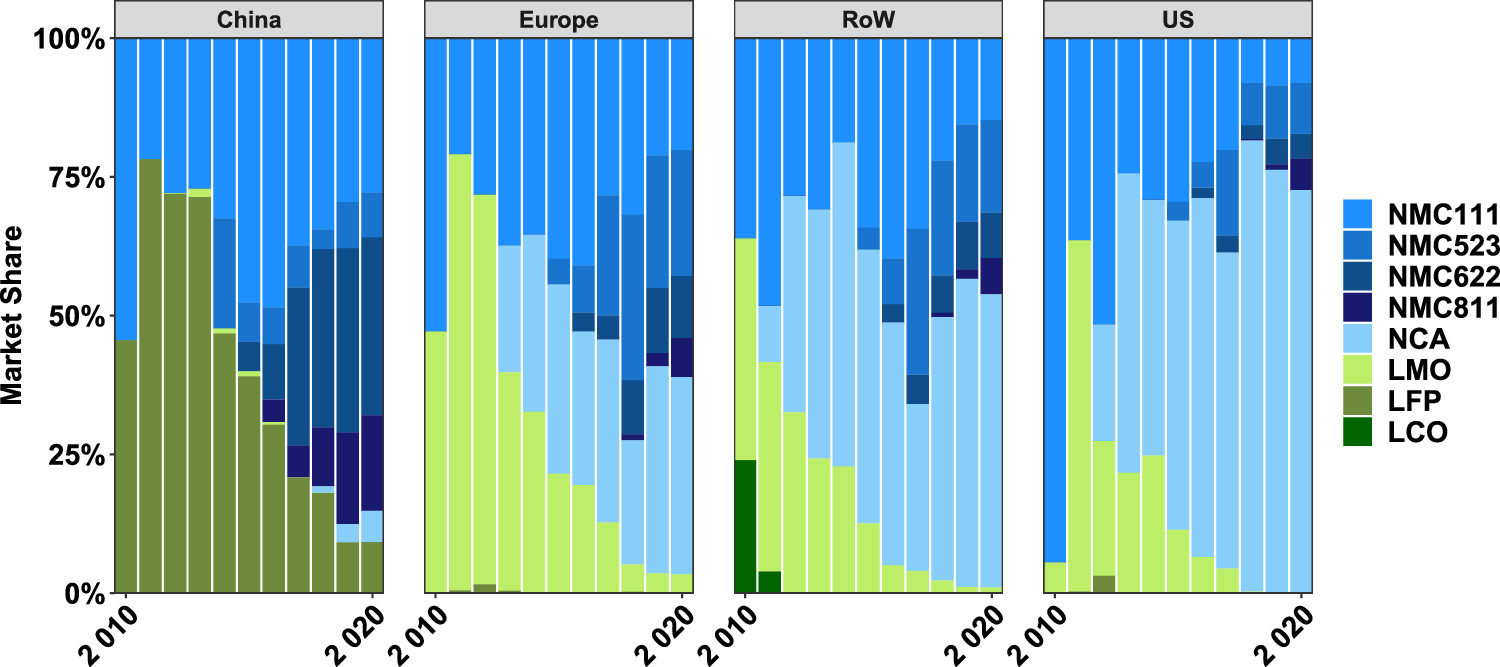 China
Europe
RoW
US
Market Share
100%
75%
50%
25%
0%
2 010
2 020
2 010
2 020
2 010
2 020
2 010
2 020
NMC111
NMC523
NMC622
NMC811
NCA
LMO
LFP
LCO